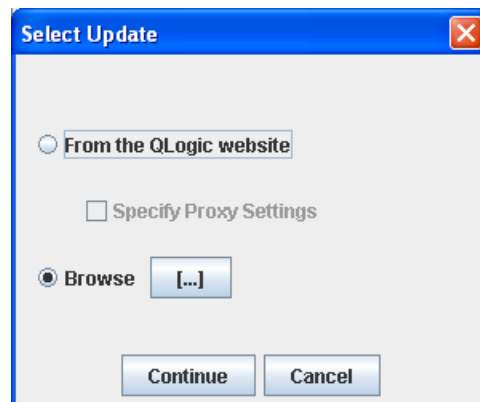 Select Update
From the QLogic website
Specify Proxy Settings
Browse [...]
Continue Cancel